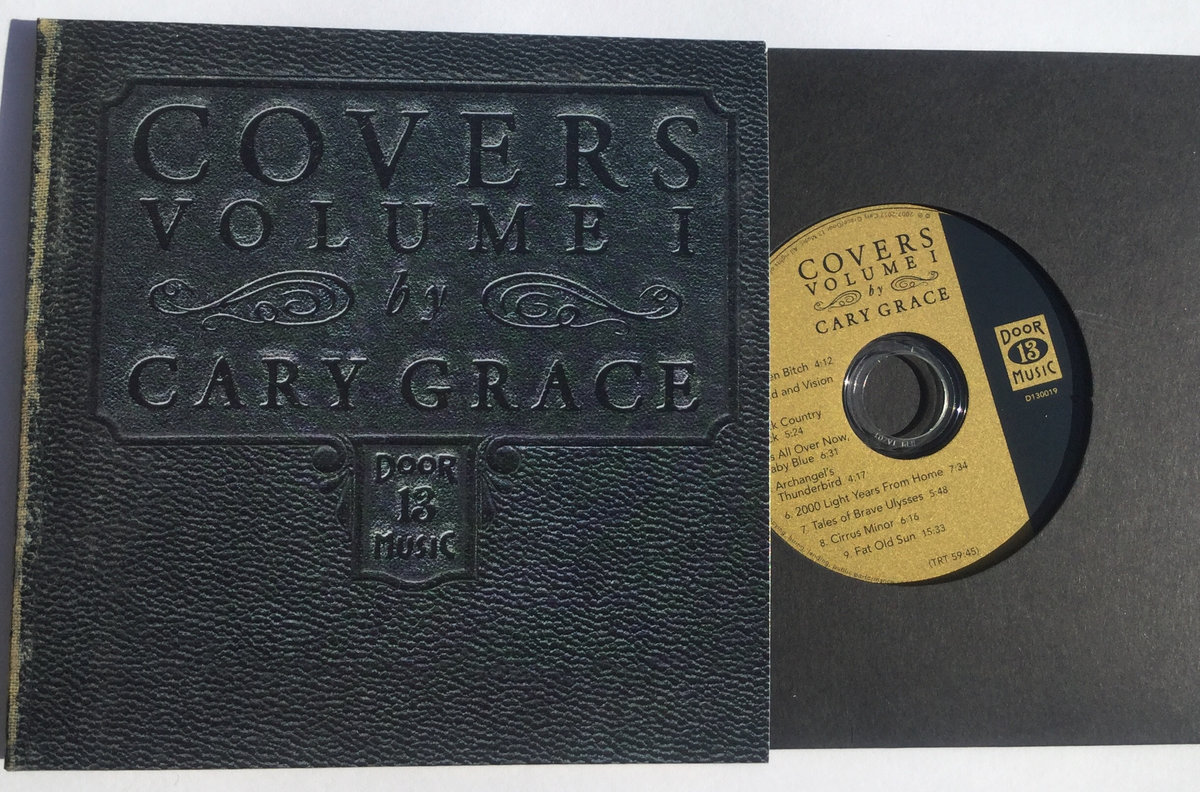 COVERS
VOLUME I
by
CARY GRACE
DOOR
13
MUSIC
COVERS
VOLUME I
by
CARY GRACE
en Bitch 4:12
d and Vision
k Country
ck 5:24
s All Over Now,
aby Blue 6:31
Archangel's
Thunderbird 4:17
6. 2000 Light Years From Home 7:34
7. Tales of Brave Ulysses 5:48
8. Cirrus Minor 6:16
9. Fat Old Sun 15:33
(TRT 59:45)
DOOR
13
MUSIC
D130019